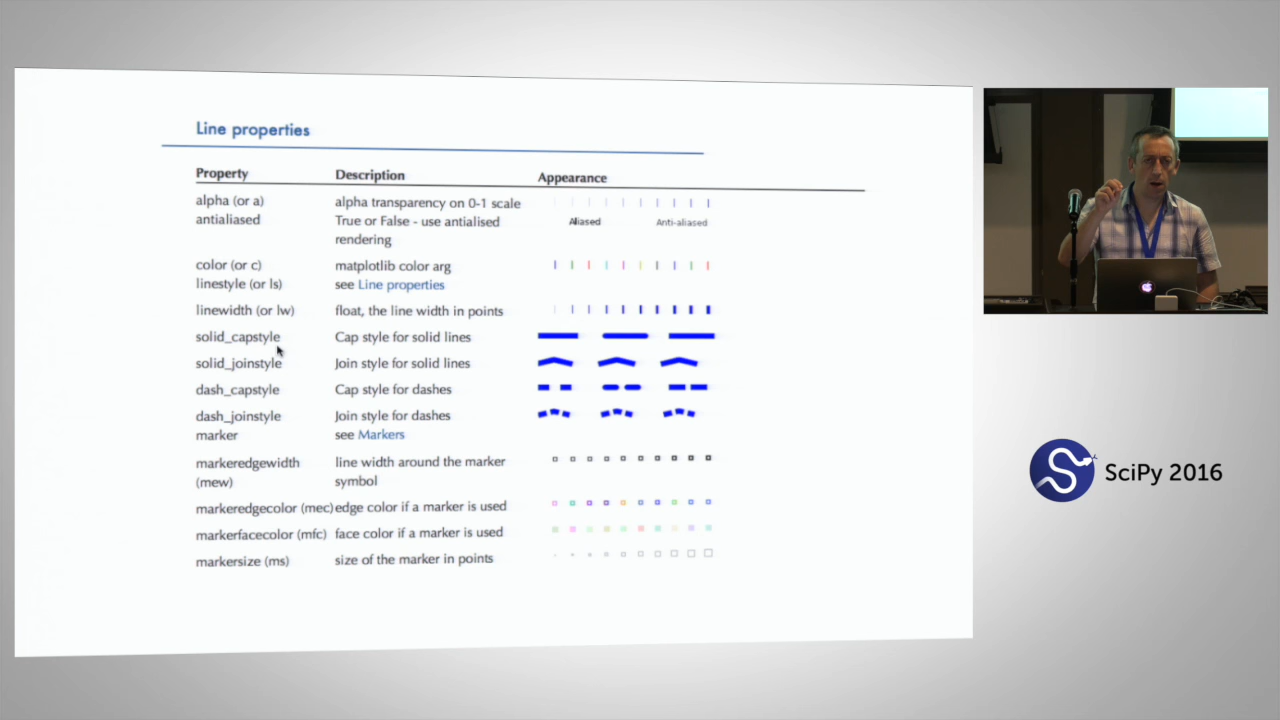 Line properties
Property Description Appearance
alpha (or a) alpha transparency on 0-1 scale
antialiased True or False - use antialised Aliased Anti-aliased
rendering
color (or c) matplotlib color arg
linestyle (or ls) see Line properties
linewidth (or lw) float, the line width in points
solid_capstyle Cap style for solid lines
solid_joinstyle Join style for solid lines
dash_capstyle Cap style for dashes
dash_joinstyle Join style for dashes
marker see Markers
markeredgewidth line width around the marker
(mew) symbol
markeredgecolor (mec) edge color if a marker is used
markerfacecolor (mfc) face color if a marker is used
markersize (ms) size of the marker in points
SciPy 2016